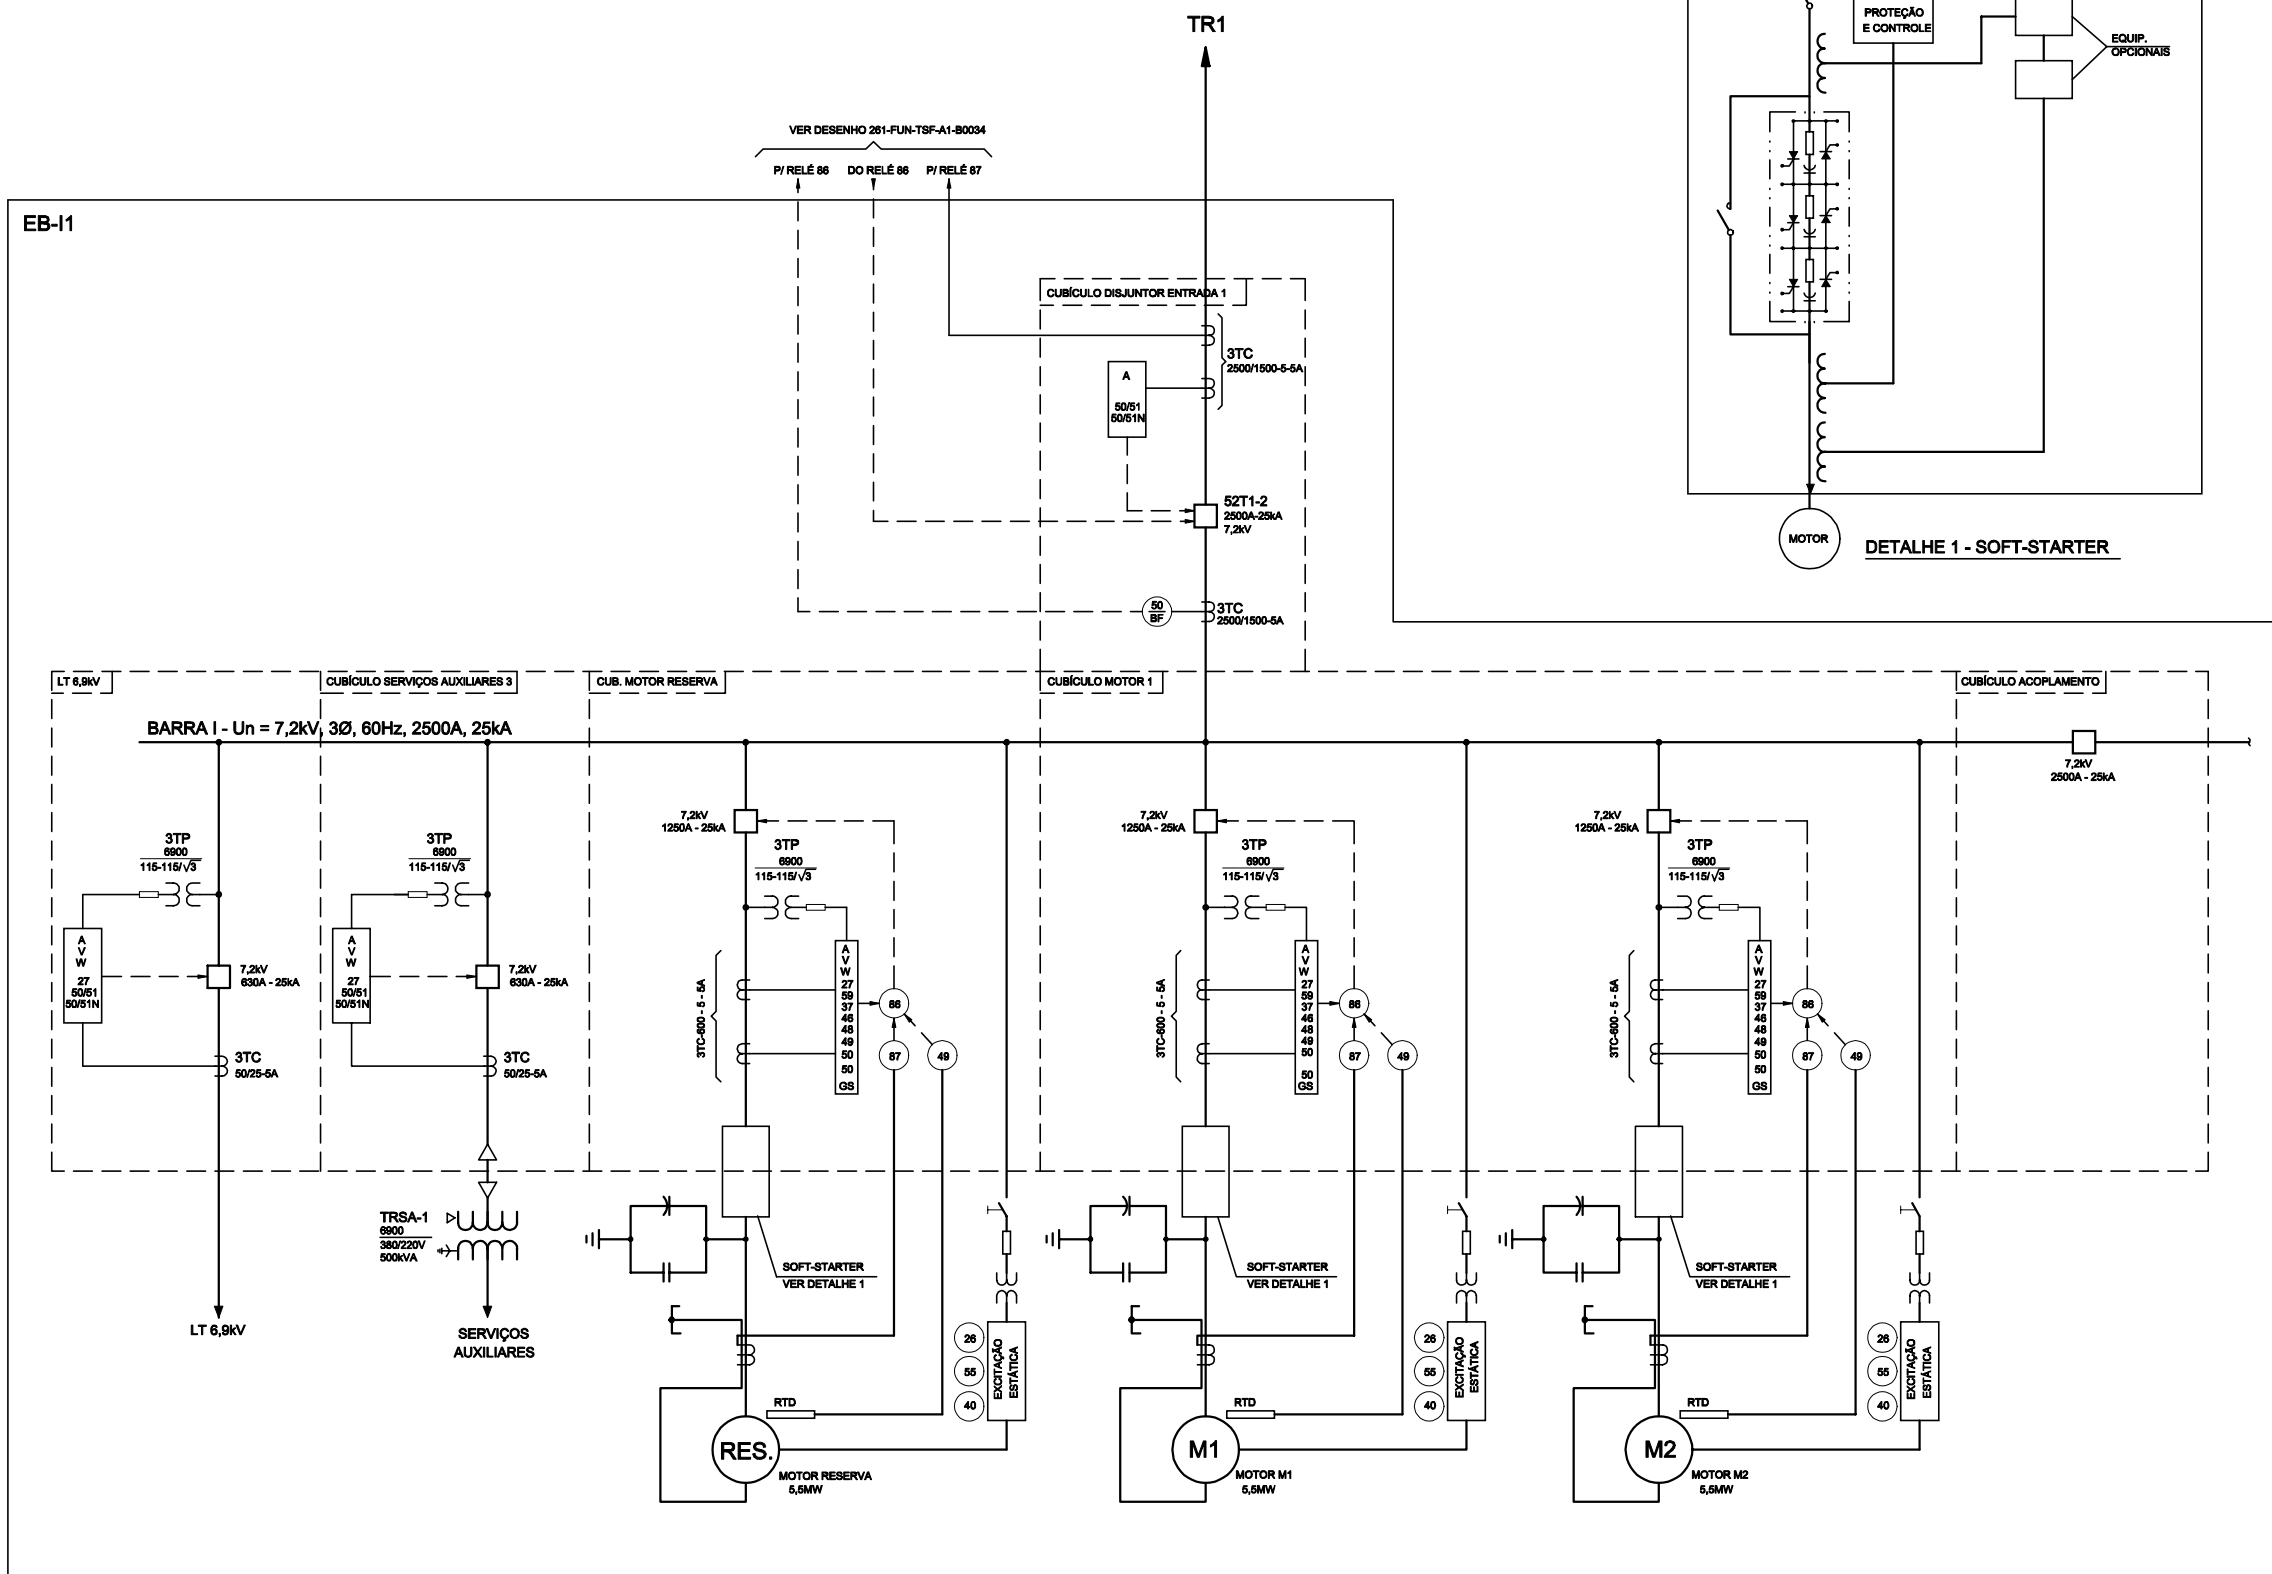 TR1
PROTEÇÃO
E CONTROLE
EQUIP.
OPCIONAIS
MOTOR
DETALHE 1 - SOFT-STARTER
VER DESENHO 261-FUN-TSF-A1-B0034
P/ RELÉ 86
DO RELÉ 86
P/ RELÉ 87
EB-I1
CUBÍCULO DISJUNTOR ENTRADA 1
3TC
2500/1500-5-5A
A
50/51
50/51N
52T1-2
2500A-25kA
7,2kV
50
BF
3TC
2500/1500-5A
LT 6,9kV
CUBÍCULO SERVIÇOS AUXILIARES 3
CUB. MOTOR RESERVA
CUBÍCULO MOTOR 1
CUBÍCULO ACOPLAMENTO
BARRA I - Un = 7,2kV, 3Ø, 60Hz, 2500A, 25kA
7,2kV
2500A - 25kA
3TP
6900
115-115/√3
A
V
W
27
50/51
50/51N
7,2kV
630A - 25kA
3TC
50/25-5A
LT 6,9kV
3TP
6900
115-115/√3
A
V
W
27
50/51
50/51N
7,2kV
630A - 25kA
3TC
50/25-5A
TRSA-1
6900
380/220V
500kVA
SERVIÇOS
AUXILIARES
7,2kV
1250A - 25kA
3TP
6900
115-115/√3
3TC-600 - 5 - 5A
A
V
W
27
59
37
46
48
49
50
50
GS
86
87
49
SOFT-STARTER
VER DETALHE 1
26
55
40
EXCITAÇÃO
ESTÁTICA
RTD
RES.
MOTOR RESERVA
5,5MW
7,2kV
1250A - 25kA
3TP
6900
115-115/√3
3TC-600 - 5 - 5A
A
V
W
27
59
37
46
48
49
50
50
GS
86
87
49
SOFT-STARTER
VER DETALHE 1
26
55
40
EXCITAÇÃO
ESTÁTICA
RTD
M1
MOTOR M1
5,5MW
7,2kV
1250A - 25kA
3TP
6900
115-115/√3
3TC-600 - 5 - 5A
A
V
W
27
59
37
46
48
49
50
50
GS
86
87
49
SOFT-STARTER
VER DETALHE 1
26
55
40
EXCITAÇÃO
ESTÁTICA
RTD
M2
MOTOR M2
5,5MW